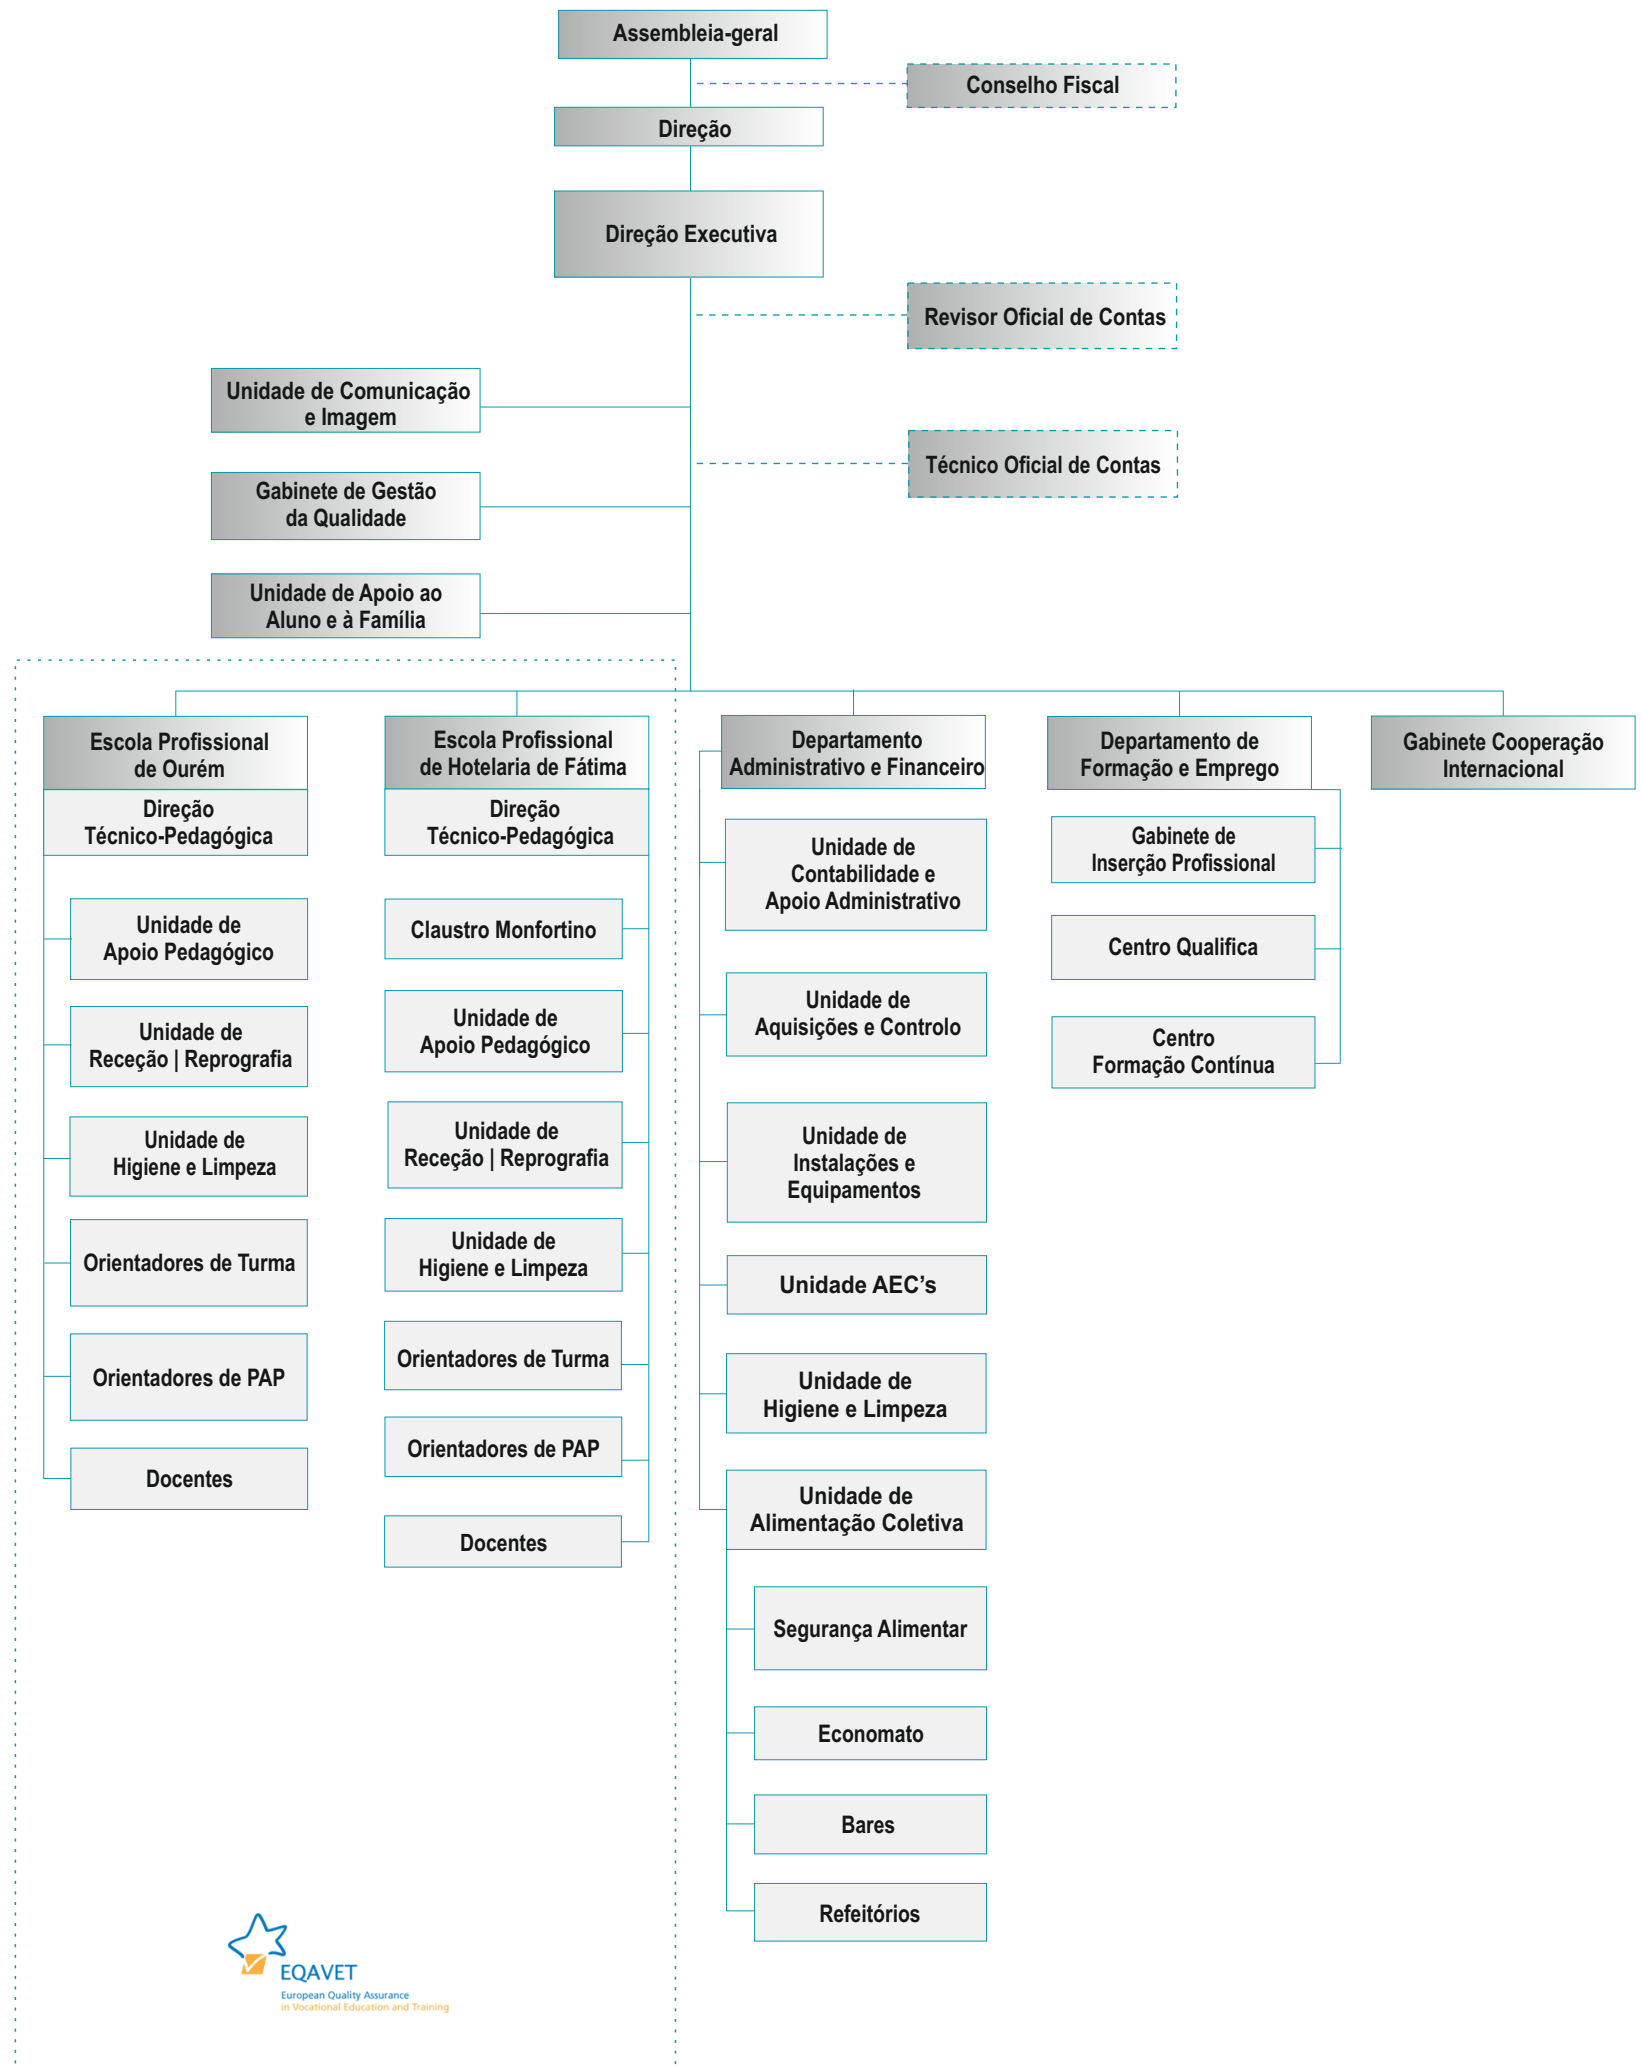 Assembleia-geral
Conselho Fiscal
Direção
Direção Executiva
Revisor Oficial de Contas
Unidade de Comunicação
e Imagem
Técnico Oficial de Contas
Gabinete de Gestão
da Qualidade
Unidade de Apoio ao
Aluno e à Família
Escola Profissional
de Ourém
Direção
Técnico-Pedagógica
Unidade de
Apoio Pedagógico
Unidade de
Receção | Reprografia
Unidade de
Higiene e Limpeza
Orientadores de Turma
Orientadores de PAP
Docentes
Escola Profissional
de Hotelaria de Fátima
Direção
Técnico-Pedagógica
Claustro Monfortino
Unidade de
Apoio Pedagógico
Unidade de
Receção | Reprografia
Unidade de
Higiene e Limpeza
Orientadores de Turma
Orientadores de PAP
Docentes
Departamento
Administrativo e Financeiro
Unidade de
Contabilidade e
Apoio Administrativo
Unidade de
Aquisições e Controlo
Unidade de
Instalações e
Equipamentos
Unidade AEC’s
Unidade de
Higiene e Limpeza
Unidade de
Alimentação Coletiva
Segurança Alimentar
Economato
Bares
Refeitórios
Departamento de
Formação e Emprego
Gabinete de
Inserção Profissional
Centro Qualifica
Centro
Formação Contínua
Gabinete Cooperação
Internacional
EQAVET
European Quality Assurance
in Vocational Education and Training